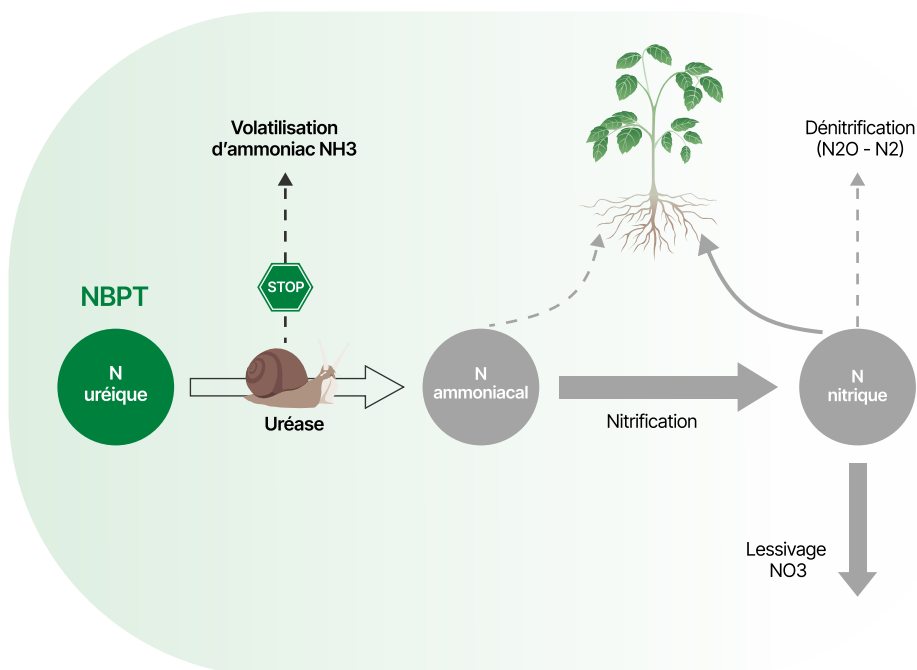 Volatilisation
d'ammoniac NH3
Dénitrification
(N2O - N2)
STOP
NBPT
N
uréique
Uréase
N
ammoniacal
Nitrification
N
nitrique
Lessivage
NO3